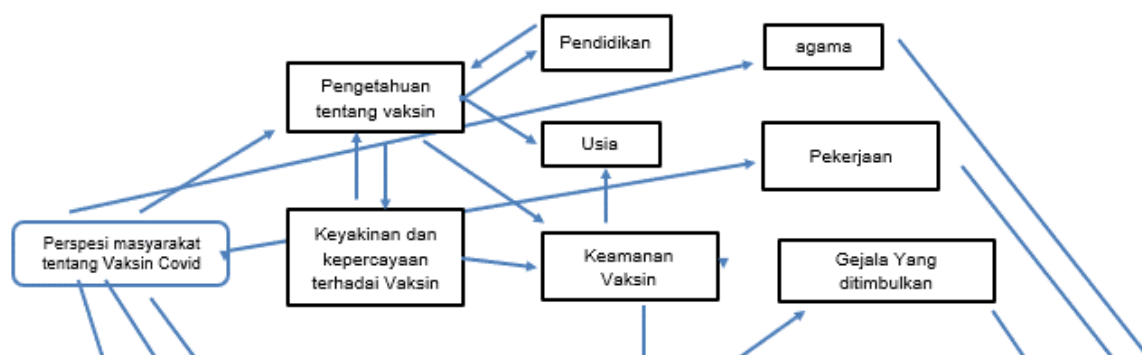 Pendidikan
agama
Pengetahuan
tentang vaksin
Usia
Pekerjaan
Perspesi masyarakat
tentang Vaksin Covid
Keyakinan dan
kepercayaan
terhadai Vaksin
Keamanan
Vaksin
Gejala Yang
ditimbulkan